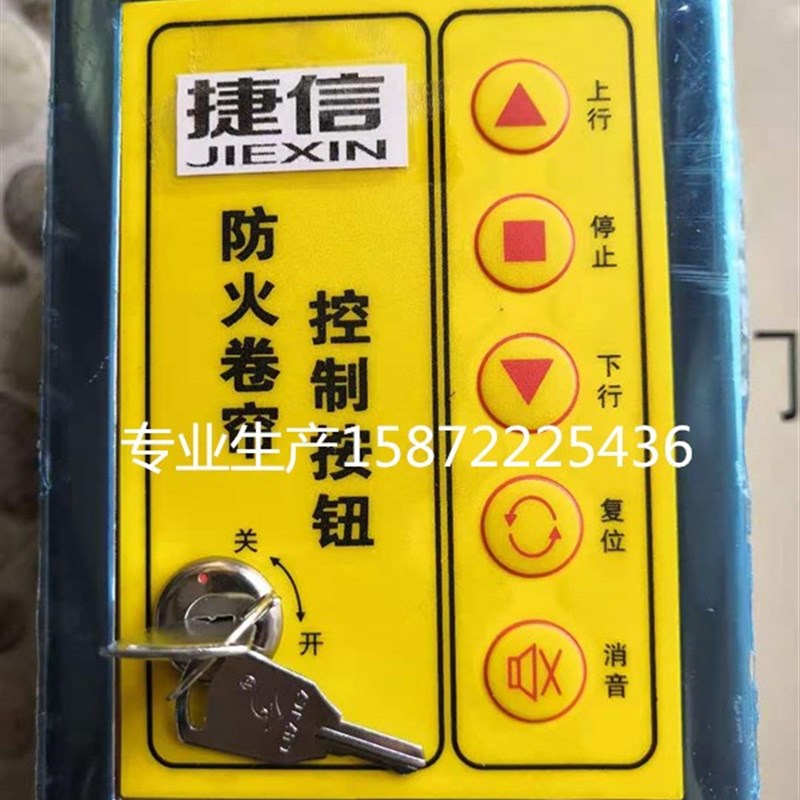 捷信
JIEXIN
防火卷帘
控制按钮
专业生产15872225436
关
开
上行
停止
下行
复位
消音